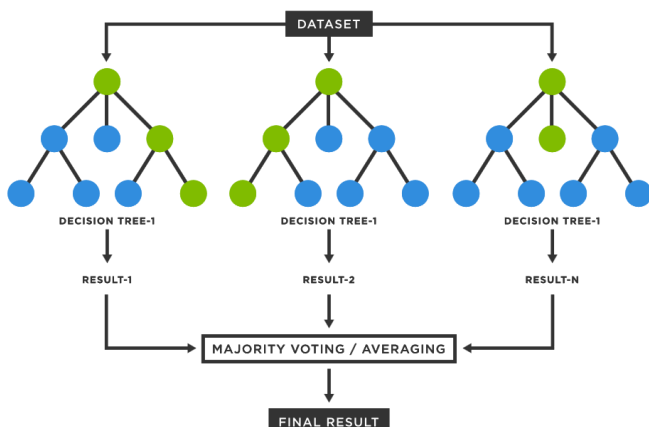 DATASET
DECISION TREE-1
DECISION TREE-1
DECISION TREE-1
RESULT-1
RESULT-2
RESULT-N
MAJORITY VOTING / AVERAGING
FINAL RESULT